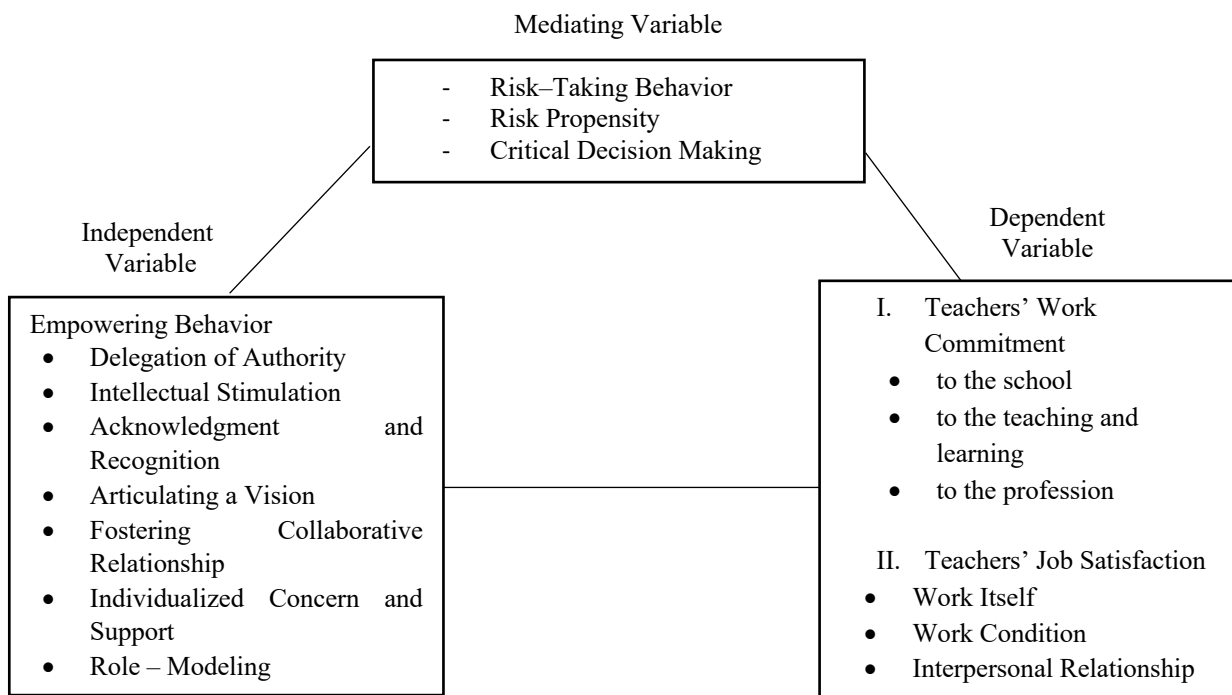 Mediating Variable
- Risk–Taking Behavior
- Risk Propensity
- Critical Decision Making
Independent
Variable
Dependent
Variable
Empowering Behavior
• Delegation of Authority
• Intellectual Stimulation
• Acknowledgment and
Recognition
• Articulating a Vision
• Fostering Collaborative
Relationship
• Individualized Concern and
Support
• Role – Modeling
I. Teachers’ Work
Commitment
• to the school
• to the teaching and
learning
• to the profession
II. Teachers’ Job Satisfaction
• Work Itself
• Work Condition
• Interpersonal Relationship